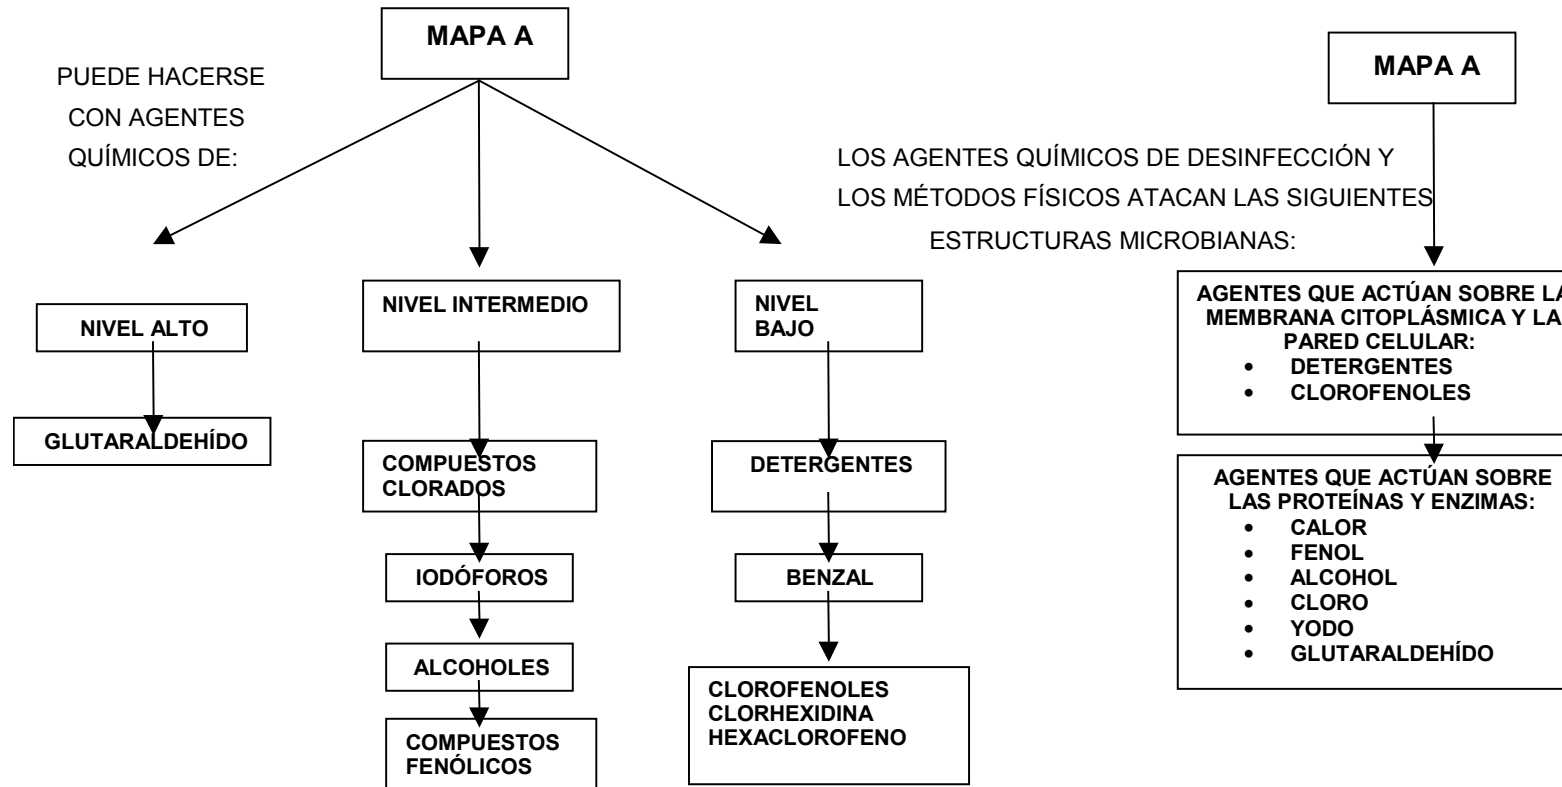 MAPA A
PUEDE HACERSE
CON AGENTES
QUÍMICOS DE:
NIVEL ALTO
GLUTARALDEHÍDO
NIVEL INTERMEDIO
COMPUESTOS
CLORADOS
IODÓFOROS
ALCOHOLES
COMPUESTOS
FENÓLICOS
NIVEL
BAJO
DETERGENTES
BENZAL
CLOROFENOLES
CLORHEXIDINA
HEXACLOROFENO
MAPA A
LOS AGENTES QUÍMICOS DE DESINFECCIÓN Y
LOS MÉTODOS FÍSICOS ATACAN LAS SIGUIENTES
ESTRUCTURAS MICROBIANAS:
AGENTES QUE ACTÚAN SOBRE LA
MEMBRANA CITOPLÁSMICA Y LA
PARED CELULAR:
• DETERGENTES
• CLOROFENOLES
AGENTES QUE ACTÚAN SOBRE
LAS PROTEÍNAS Y ENZIMAS:
• CALOR
• FENOL
• ALCOHOL
• CLORO
• YODO
• GLUTARALDEHÍDO